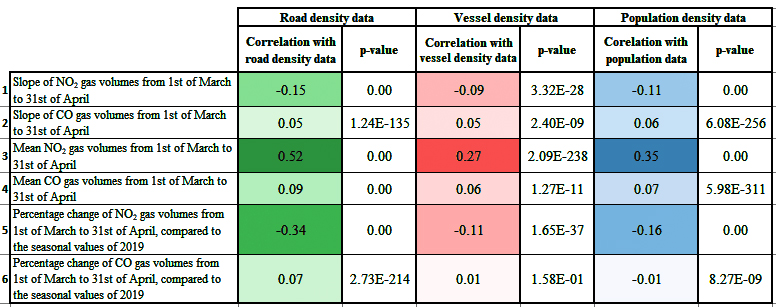 Road density data Vessel density data Population density data
Correlation with road density data p-value Correlation with vessel density data p-value Corelation with population data p-value
1 Slope of NO₂ gas volumes from 1st of March
to 31st of April -0.15 0.00 -0.09 3.32E-28 -0.11 0.00
2 Slope of CO gas volumes from 1st of March
to 31st of April 0.05 1.24E-135 0.05 2.40E-09 0.06 6.08E-256
3 Mean NO₂ gas volumes from 1st of March to
31st of April 0.52 0.00 0.27 2.09E-238 0.35 0.00
4 Mean CO gas volumes from 1st of March to
31st of April 0.09 0.00 0.06 1.27E-11 0.07 5.98E-311
5 Percentage change of NO₂ gas volumes from
1st of March to 31st of April, compared to
the seasonal values of 2019 -0.34 0.00 -0.11 1.65E-37 -0.16 0.00
6 Percentage change of CO gas volumes from
1st of March to 31st of April, compared to
the seasonal values of 2019 0.07 2.73E-214 0.01 1.58E-01 -0.01 8.27E-09